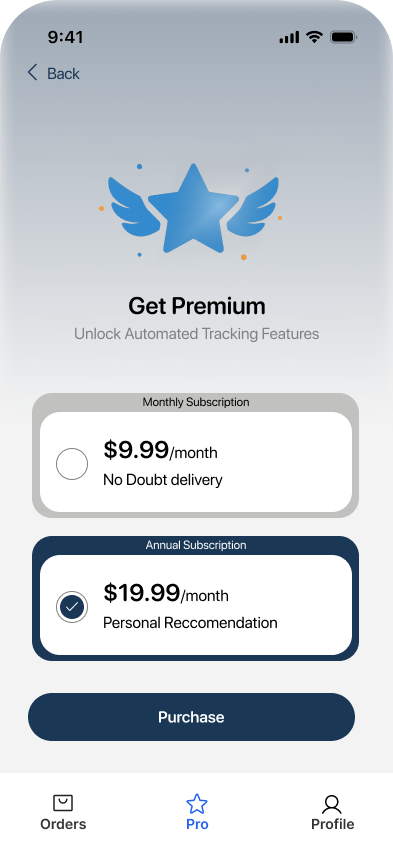 9:41
Back
Get Premium
Unlock Automated Tracking Features
Monthly Subscription
$9.99/month
No Doubt delivery
Annual Subscription
$19.99/month
Personal Reccomendation
Purchase
Orders Pro Profile